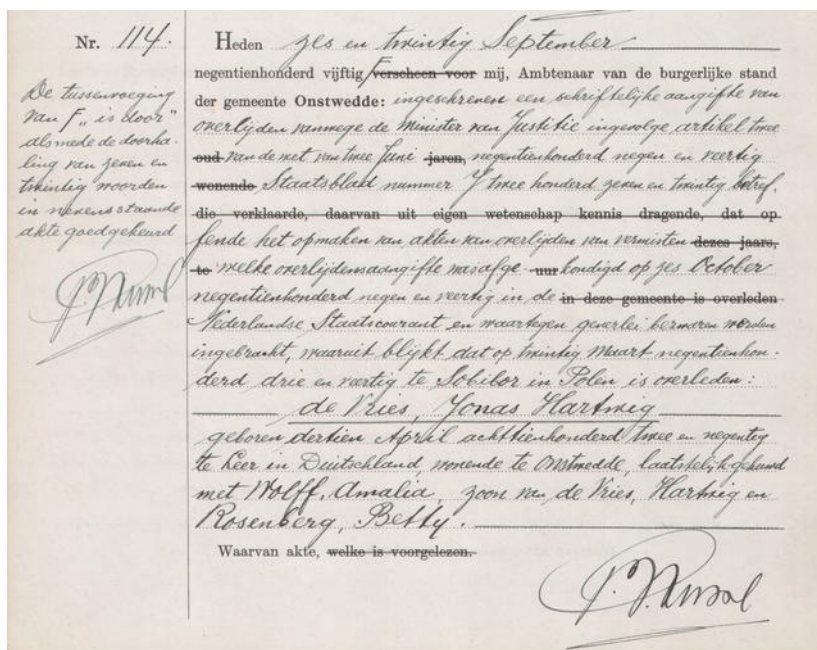 Nr. 114.
De tussenvoeging
van F „is door"
alsmede de doorha-
ling van zeven en
twintig woorden
in nevensstaande
akte goedgekeurd
Heden zes en twintig September
negentienhonderd vijftig F verscheen voor mij, Ambtenaar van de burgerlijke stand
der gemeente Onstwedde: ingeschreven een schriftelijke aangifte van
overlijden vanwege de Minister van Justitie ingevolge artikel twee
oud van de wet van twee Juni jaren, negentienhonderd negen en veertig
wonende Staatsblad nummer J twee honderd zeven en twintig betref-
die verklaarde, daarvan uit eigen wetenschap kennis dragende, dat op
fende het opmaken van akten van overlijden van vermisten dezes jaars,
te welke overlijdensaangifte was afge uur kondigd op zes October
negentienhonderd negen en veertig in de in deze gemeente is overleden
Nederlandse Staatscourant en waartegen generlei bezwaren worden
ingebracht, waaruit blijkt dat op twintig Maart negentienhon-
derd drie en veertig te Sobibor in Polen is overleden:
de Vries, Jonas Hartwig
geboren dertien April achttienhonderd twee en negentig
te Leer in Duitschland, wonende te Onstwedde, laatstelijk gehuwd
met Wolff, Amalia, zoon van de Vries, Hartwig en
Rosenberg, Betty.
Waarvan akte, welke is voorgelezen.